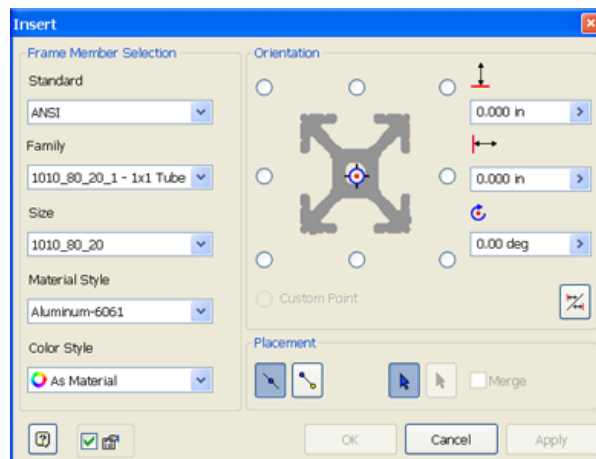 Insert
Frame Member Selection
Standard
ANSI
Family
1010_80_20_1 - 1x1 Tube
Size
1010_80_20
Material Style
Aluminum-6061
Color Style
As Material
Orientation
0.000 in
0.000 in
0.00 deg
Custom Point
Placement
Merge
?
OK
Cancel
Apply